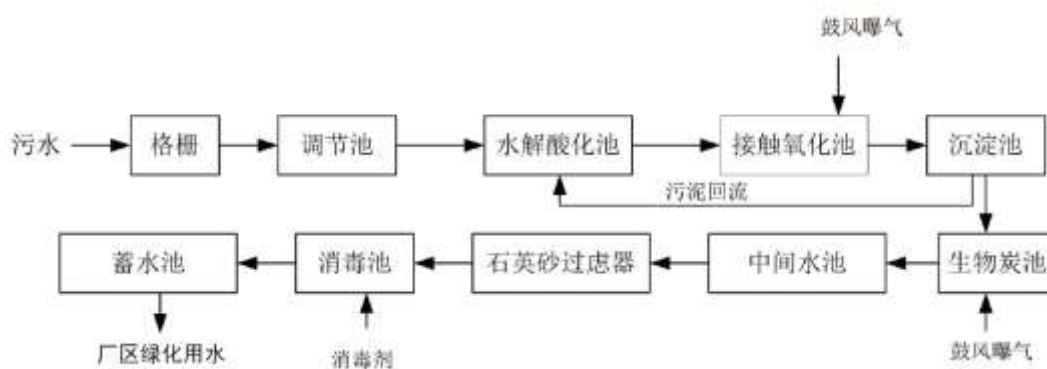 鼓风曝气
污水
格栅
调节池
水解酸化池
接触氧化池
沉淀池
污泥回流
蓄水池
消毒池
石英砂过虑器
中间水池
生物炭池
厂区绿化用水
消毒剂
鼓风曝气